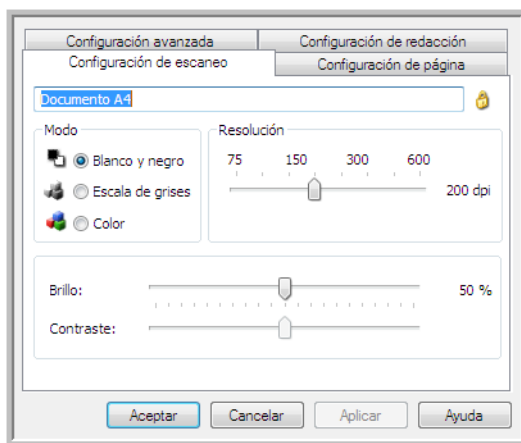 Configuración avanzada
Configuración de redacción
Configuración de escaneo
Configuración de página
Documento A4
Modo
Blanco y negro
Escala de grises
Color
Resolución
75 150 300 600
200 dpi
Brillo:
50 %
Contraste:
Aceptar
Cancelar
Aplicar
Ayuda